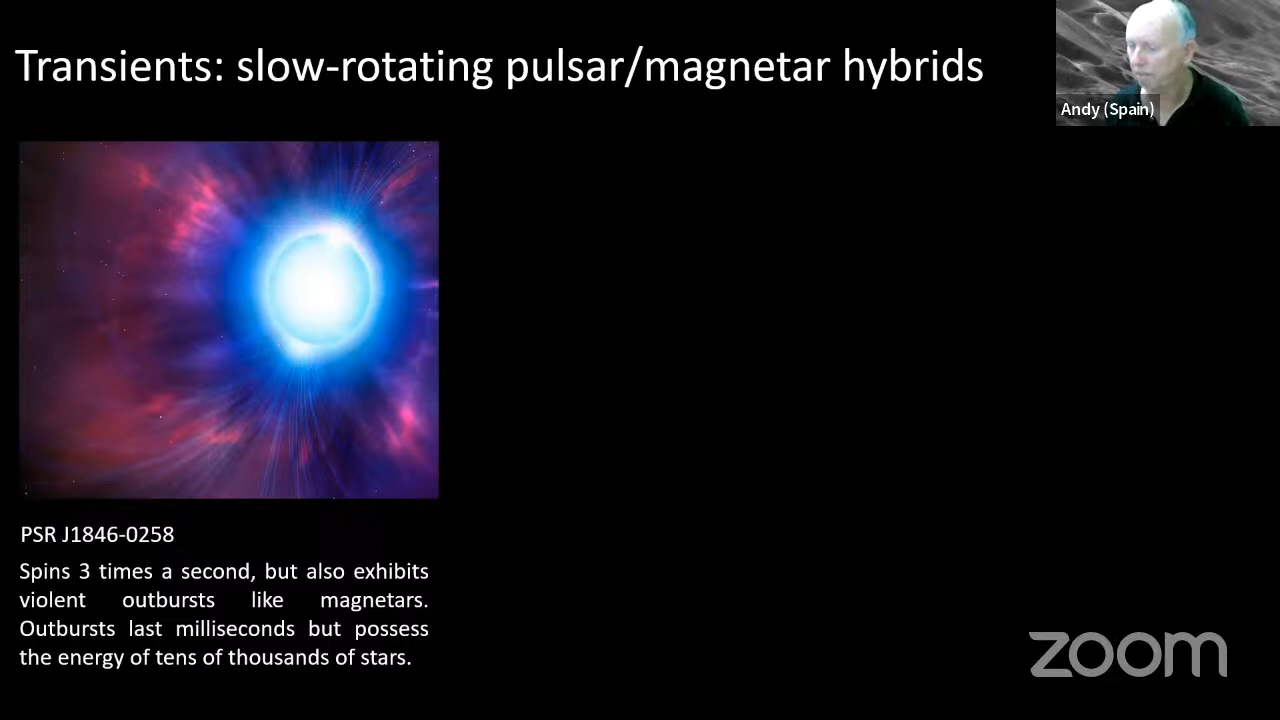 Transients: slow-rotating pulsar/magnetar hybrids
Andy (Spain)
PSR J1846-0258
Spins 3 times a second, but also exhibits
violent outbursts like magnetars.
Outbursts last milliseconds but possess
the energy of tens of thousands of stars.
zoom